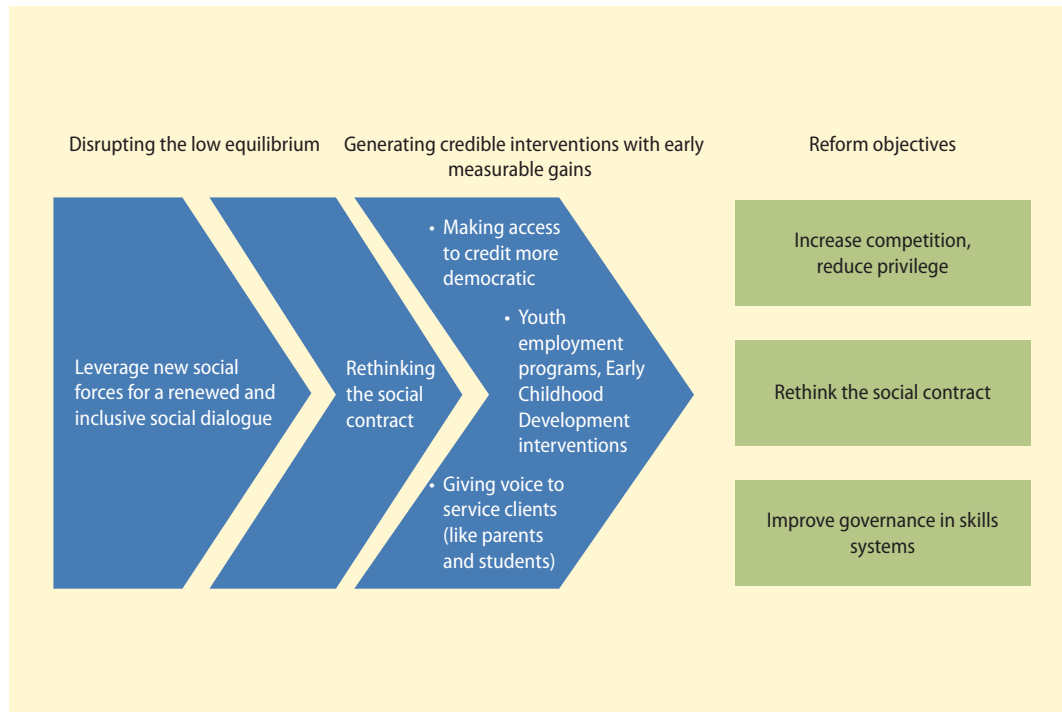 Disrupting the low equilibrium
Generating credible interventions with early
measurable gains
Reform objectives
Leverage new social
forces for a renewed and
inclusive social dialogue
Rethinking
the social
contract
• Making access
to credit more
democratic
• Youth
employment
programs, Early
Childhood
Development
interventions
• Giving voice to
service clients
(like parents
and students)
Increase competition,
reduce privilege
Rethink the social contract
Improve governance in skills
systems